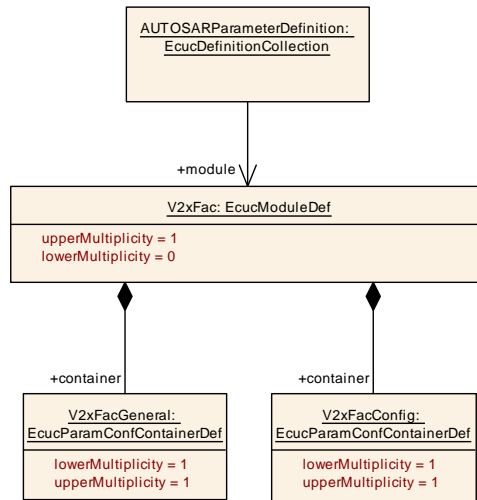 AUTOSARParameterDefinition:
EcucDefinitionCollection
+module
V2xFac: EcucModuleDef
upperMultiplicity = 1
lowerMultiplicity = 0
+container
+container
V2xFacGeneral:
EcucParamConfContainerDef
lowerMultiplicity = 1
upperMultiplicity = 1
V2xFacConfig:
EcucParamConfContainerDef
lowerMultiplicity = 1
upperMultiplicity = 1